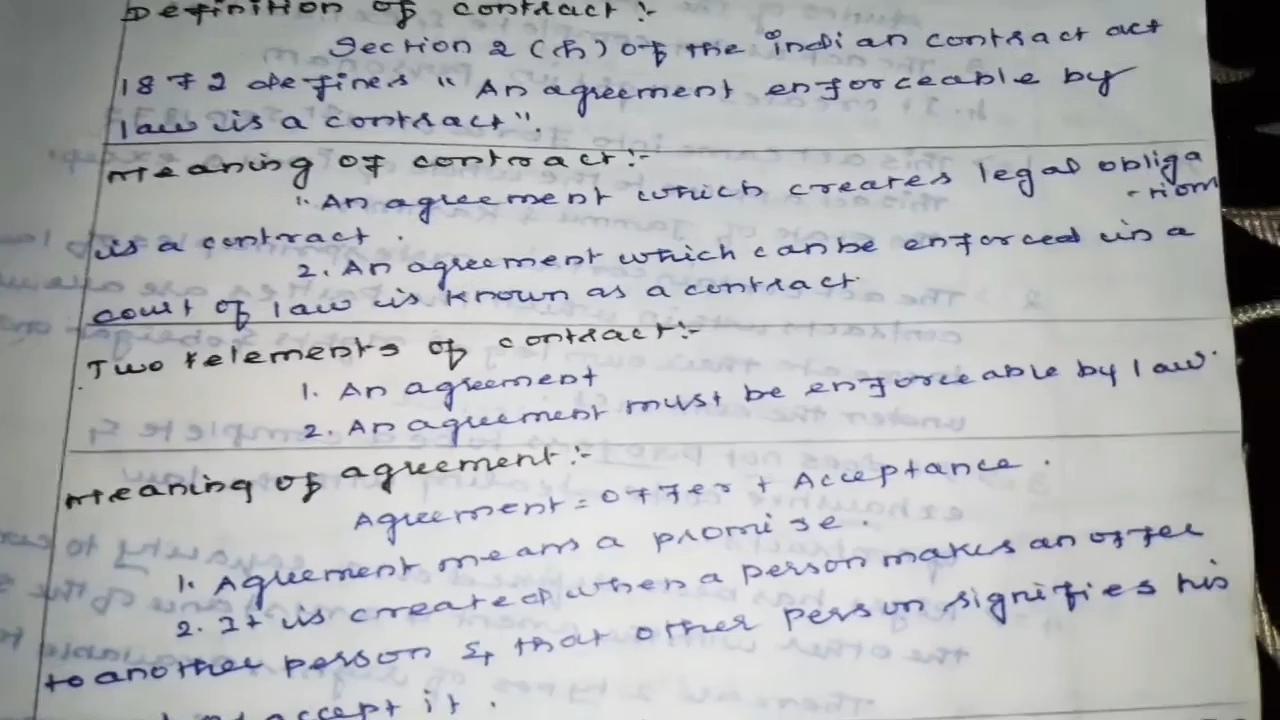 Definition of contract :-
Section 2 (h) of the indian contract act
1872 defines " An agreement enforceable by
law is a contract".
Meaning of contract :-
"An agreement which creates legal obliga
-tion
is a contract.
2. An agreement which can be enforced in a
court of law is known as a contract.
Two elements of contract :-
1. An agreement
2. An agreement must be enforceable by law.
Meaning of agreement :-
Agreement = offer + Acceptance.
1. Agreement means a promise.
2. It is created when a person makes an offer
to another person & that other person signifies his
accept it.